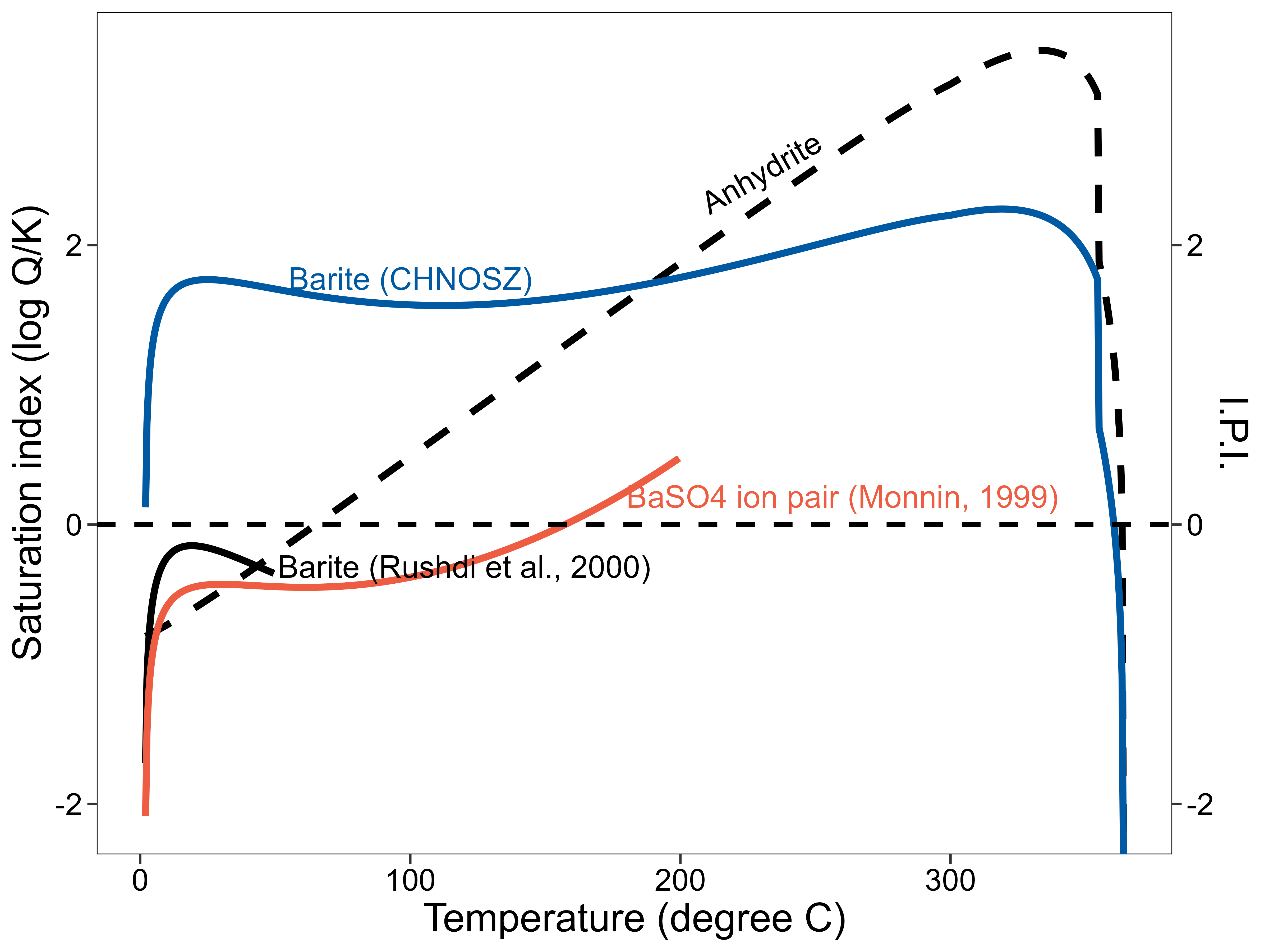 Anhydrite
Barite (CHNOSZ)
BaSO4 ion pair (Monnin, 1999)
Barite (Rushdi et al., 2000)
Saturation index (log Q/K)
2
0
-2
2
0
-2
I.P.I.
0
100
200
300
Temperature (degree C)